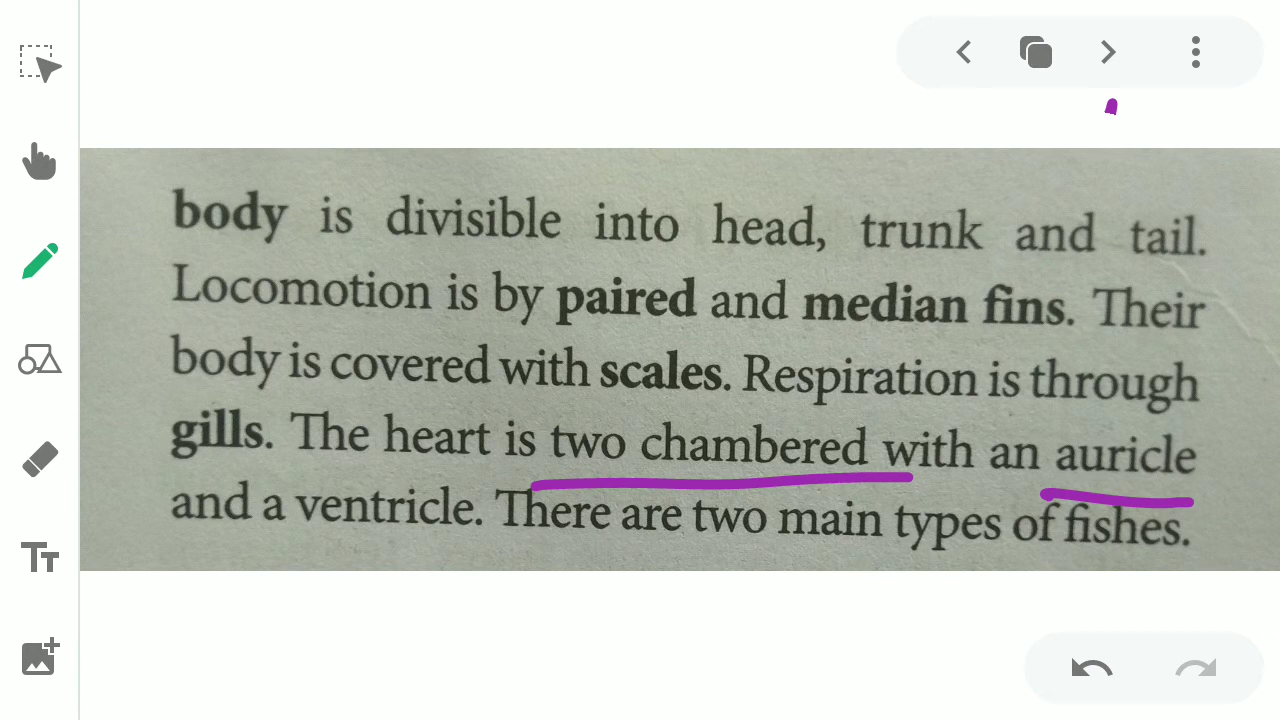 body is divisible into head, trunk and tail.
Locomotion is by paired and median fins. Their
body is covered with scales. Respiration is through
gills. The heart is two chambered with an auricle
and a ventricle. There are two main types of fishes.
Tт